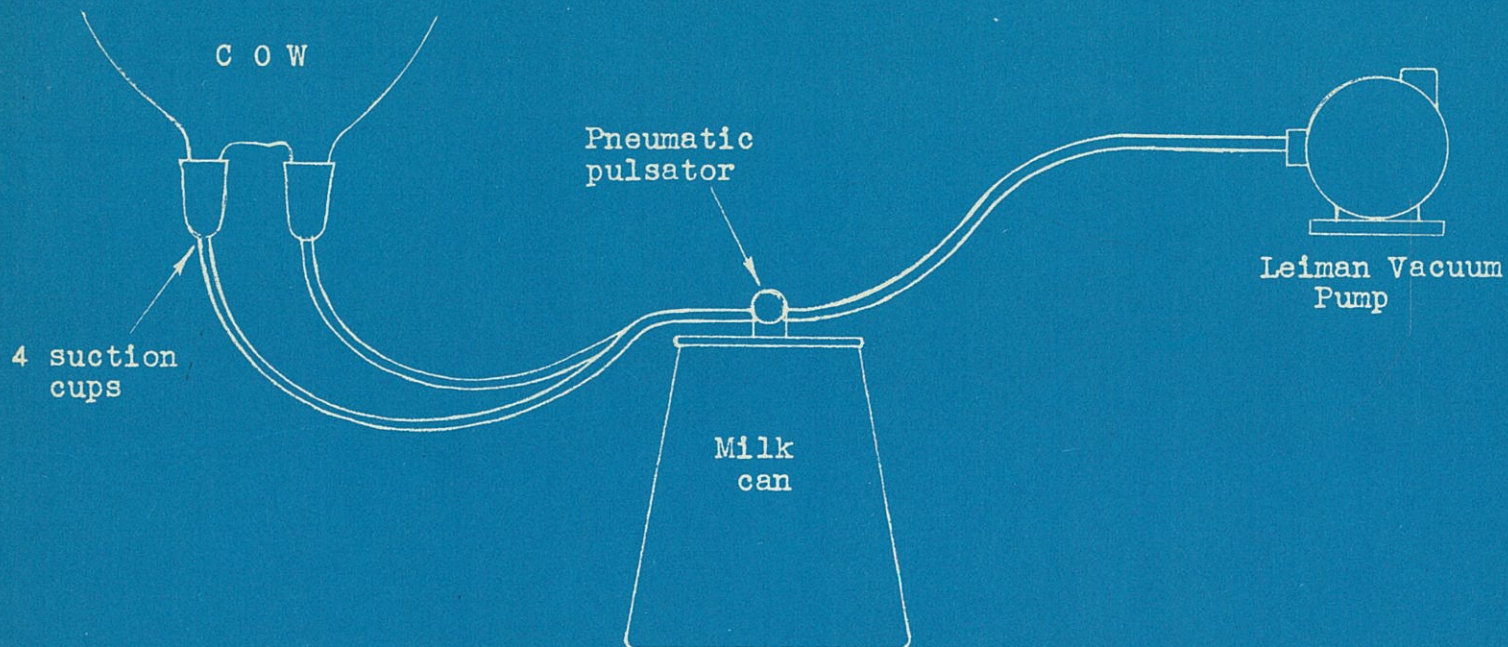 C O W
Pneumatic
pulsator
Leiman Vacuum
Pump
4 suction
cups
Milk
can